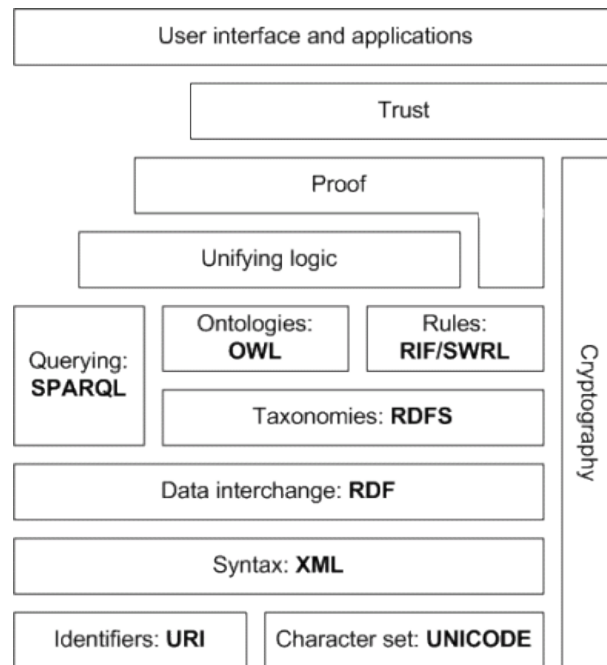 User interface and applications
Trust
Proof
Unifying logic
Querying:
SPARQL
Ontologies:
OWL
Rules:
RIF/SWRL
Taxonomies: RDFS
Cryptography
Data interchange: RDF
Syntax: XML
Identifiers: URI
Character set: UNICODE